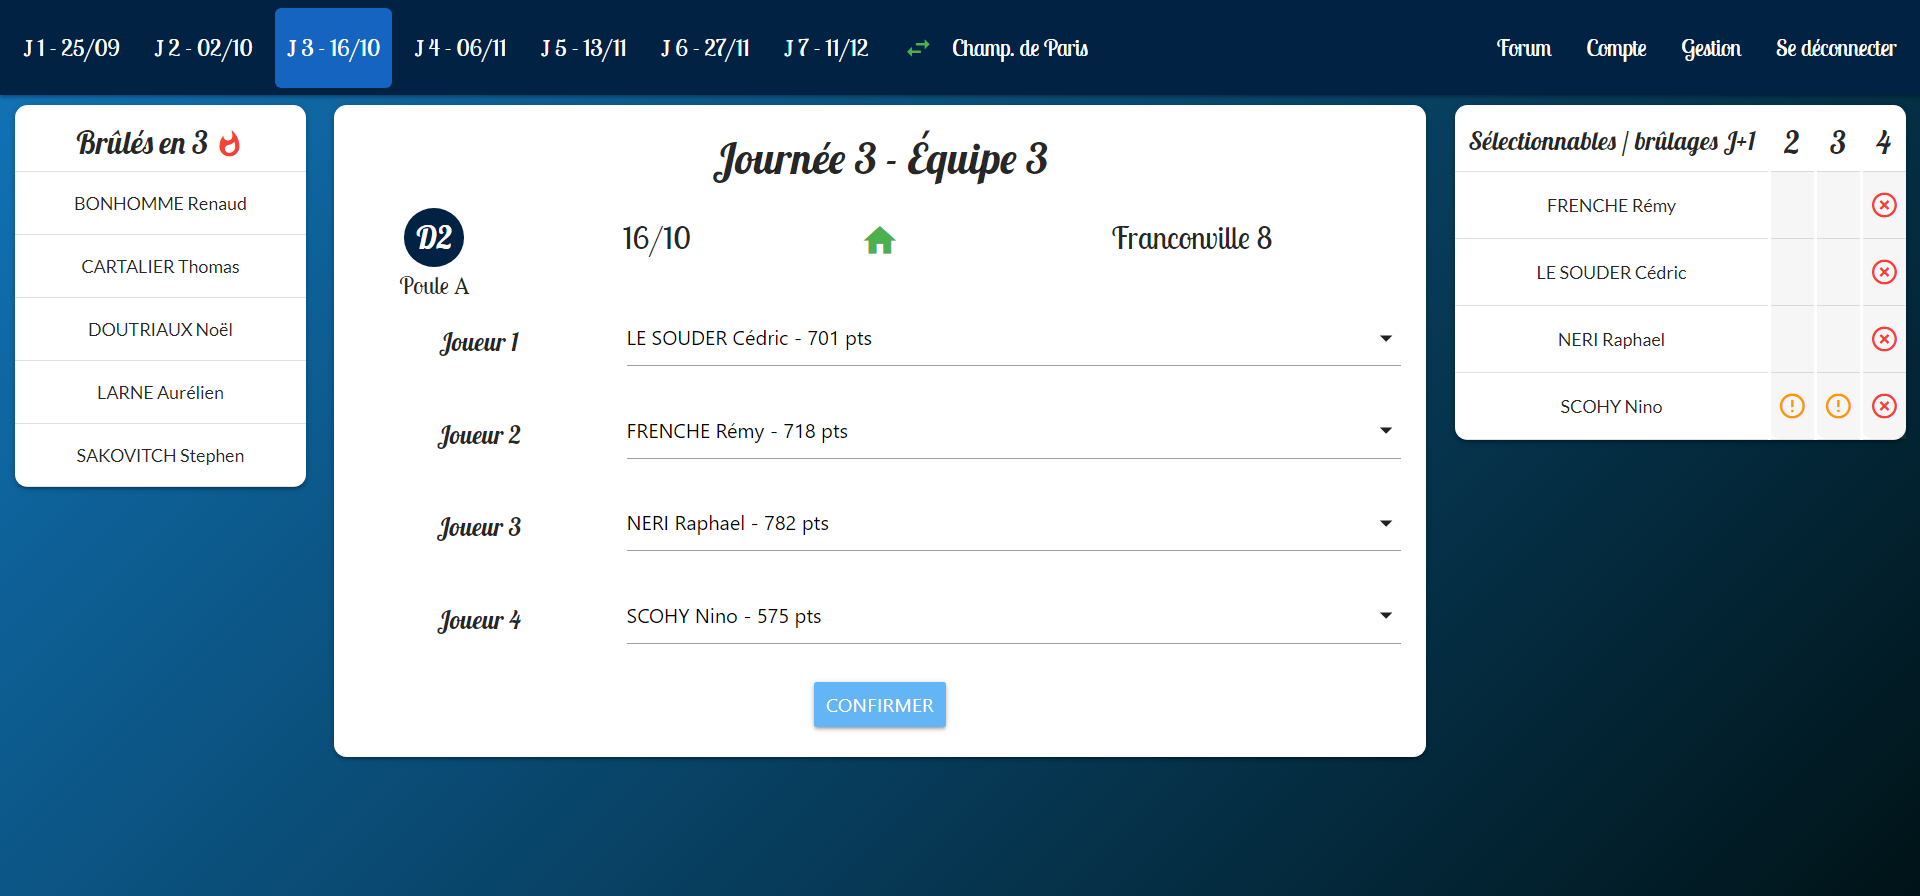 J 1 - 25/09
J 2 - 02/10
J 3 - 16/10
J 4 - 06/11
J 5 - 13/11
J 6 - 27/11
J 7 - 11/12
Champ. de Paris
Forum
Compte
Gestion
Se déconnecter
Brûlés en 3
BONHOMME Renaud
CARTALIER Thomas
DOUTRIAUX Noël
LARNE Aurélien
SAKOVITCH Stephen
Journée 3 - Équipe 3
D2
Poule A
16/10
Franconville 8
Joueur 1
LE SOUDER Cédric - 701 pts
Joueur 2
FRENCHE Rémy - 718 pts
Joueur 3
NERI Raphael - 782 pts
Joueur 4
SCOHY Nino - 575 pts
CONFIRMER
Sélectionnables / brûlages J+1 2 3 4
FRENCHE Rémy
LE SOUDER Cédric
NERI Raphael
SCOHY Nino